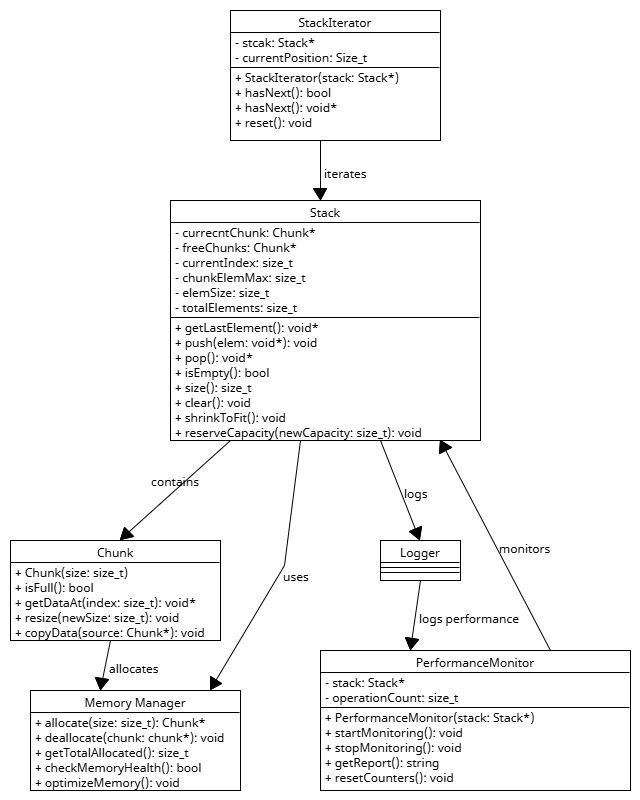 StackIterator
- stcak: Stack*
- currentPosition: Size_t
+ StackIterator(stack: Stack*)
+ hasNext(): bool
+ hasNext(): void*
+ reset(): void
iterates
Stack
- currecntChunk: Chunk*
- freeChunks: Chunk*
- currentIndex: size_t
- chunkElemMax: size_t
- elemSize: size_t
- totalElements: size_t
+ getLastElement(): void*
+ push(elem: void*): void
+ pop(): void*
+ isEmpty(): bool
+ size(): size_t
+ clear(): void
+ shrinkToFit(): void
+ reserveCapacity(newCapacity: size_t): void
contains
logs
monitors
uses
Chunk
+ Chunk(size: size_t)
+ isFull(): bool
+ getDataAt(index: size_t): void*
+ resize(newSize: size_t): void
+ copyData(source: Chunk*): void
Logger
logs performance
allocates
Memory Manager
+ allocate(size: size_t): Chunk*
+ deallocate(chunk: chunk*): void
+ getTotalAllocated(): size_t
+ checkMemoryHealth(): bool
+ optimizeMemory(): void
PerformanceMonitor
- stack: Stack*
- operationCount: size_t
+ PerformanceMonitor(stack: Stack*)
+ startMonitoring(): void
+ stopMonitoring(): void
+ getReport(): string
+ resetCounters(): void